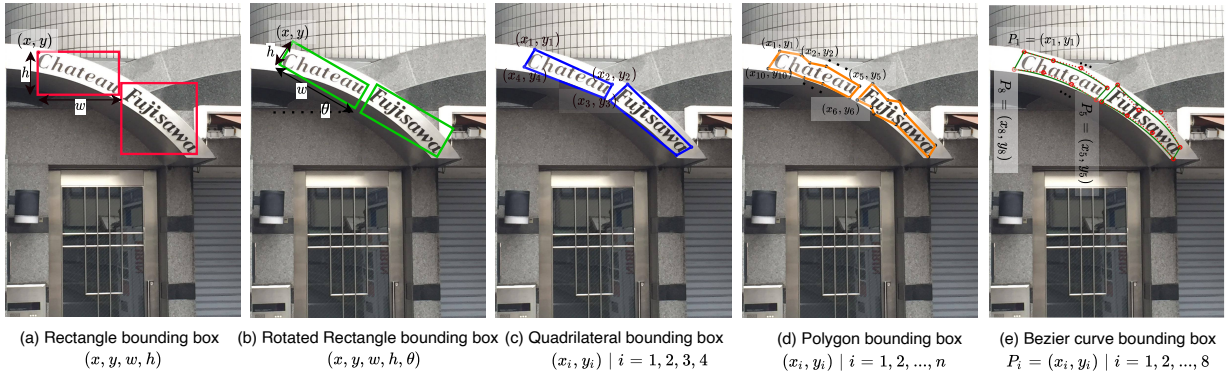 (x, y)
h
w
Chateau
Fujisawa
(a) Rectangle bounding box
(x, y, w, h)
(x, y)
h
w
θ
Chateau
Fujisawa
(b) Rotated Rectangle bounding box
(x, y, w, h, θ)
(x₁, y₁)
(x₂, y₂)
(x₃, y₃)
(x₄, y₄)
Chateau
Fujisawa
(c) Quadrilateral bounding box
(xᵢ, yᵢ) | i = 1, 2, 3, 4
(x₁, y₁)
(x₂, y₂)
(x₅, y₅)
(x₆, y₆)
(x₁₀, y₁₀)
Chateau
Fujisawa
(d) Polygon bounding box
(xᵢ, yᵢ) | i = 1, 2, ..., n
P₁ = (x₁, y₁)
P₈ = (x₈, y₈)
P₅ = (x₅, y₅)
Chateau
Fujisawa
(e) Bezier curve bounding box
Pᵢ = (xᵢ, yᵢ) | i = 1, 2, ..., 8